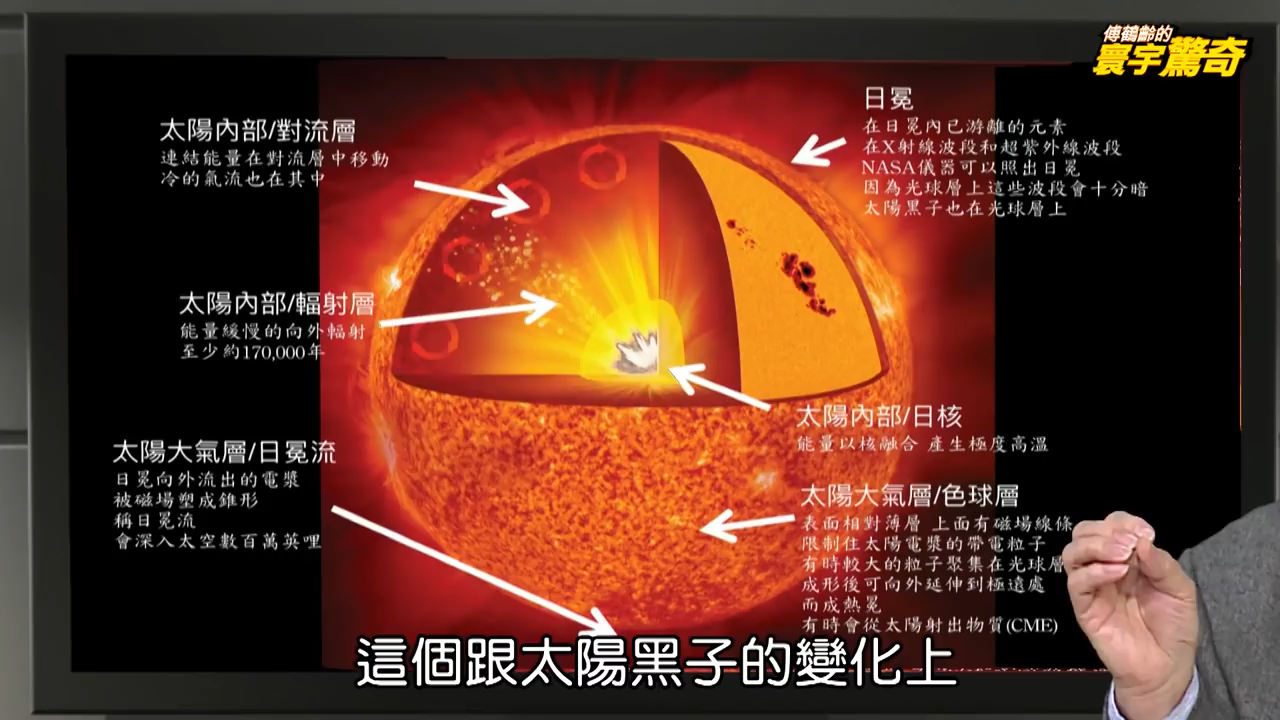 傅鶴齡的
寰宇驚奇
太陽內部/對流層
連結能量在對流層中移動
冷的氣流也在其中
日冕
在日冕內已游離的元素
在X射線波段和超紫外線波段
NASA儀器可以照出日冕
因為光球層上這些波段會十分暗
太陽黑子也在光球層上
太陽內部/輻射層
能量緩慢的向外輻射
至少約170,000年
太陽內部/日核
能量以核融合 產生極度高溫
太陽大氣層/日冕流
日冕向外流出的電漿
被磁場塑成錐形
稱日冕流
會深入太空數百萬英哩
太陽大氣層/色球層
表面相對薄層 上面有磁場線條
限制住太陽電漿的帶電粒子
有時較大的粒子聚集在光球層
成形後可向外延伸到極遠處
而成熱冕
有時會從太陽射出物質(CME)
這個跟太陽黑子的變化上